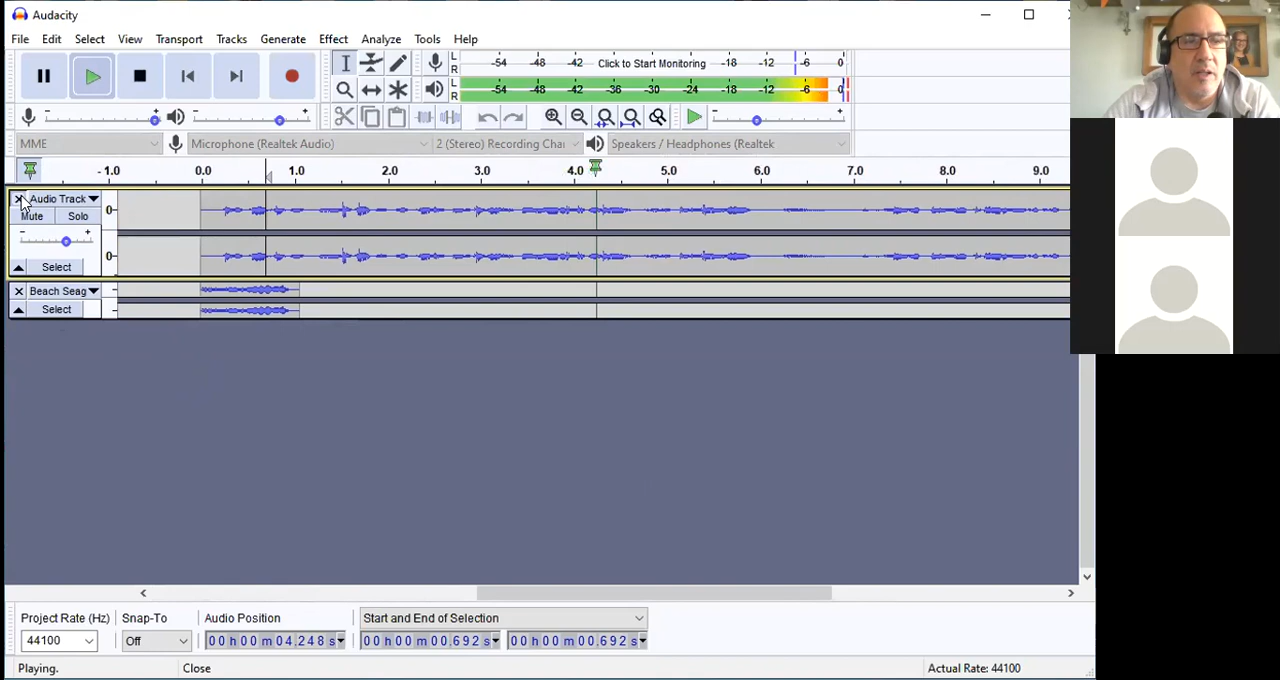 Audacity
File Edit Select View Transport Tracks Generate Effect Analyze Tools Help
L -54 -48 -42 Click to Start Monitoring -18 -12 -6 0
R
L
R -54 -48 -42 -36 -30 -24 -18 -12 -6 0
- + - + - +
MME Microphone (Realtek Audio) 2 (Stereo) Recording Chai Speakers / Headphones (Realtek
-1.0 0.0 1.0 2.0 3.0 4.0 5.0 6.0 7.0 8.0 9.0
X Audio Track
Mute Solo 0-
- +
Select 0-
X Beach Seag
Select
Project Rate (Hz) Snap-To Audio Position Start and End of Selection
44100 Off 00 h 00 m 04.248 s 00 h 00 m 00.692 s 00 h 00 m 00.692 s
Playing. Close Actual Rate: 44100